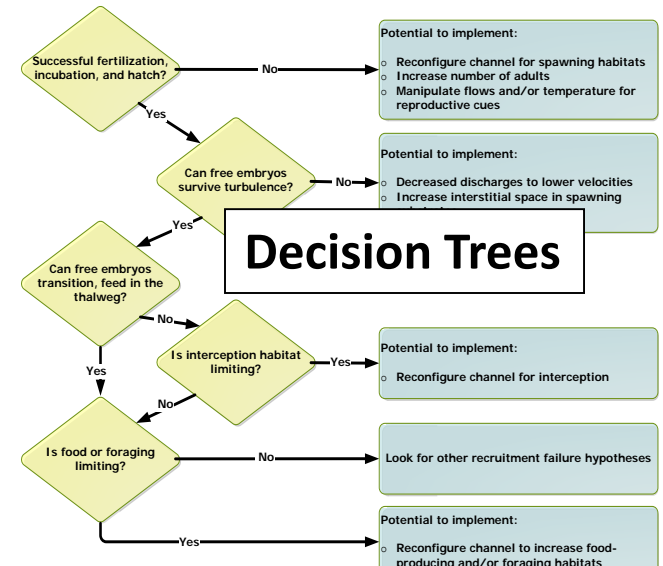 Successful fertilization,
incubation, and hatch?
No
Potential to implement:
o Reconfigure channel for spawning habitats
o Increase number of adults
o Manipulate flows and/or temperature for
reproductive cues
Yes
Can free embryos
survive turbulence?
No
Potential to implement:
o Decreased discharges to lower velocities
o Increase interstitial space in spawning
Yes
Decision Trees
Can free embryos
transition, feed in the
thalweg?
No
Is interception habitat
limiting?
Yes
Potential to implement:
o Reconfigure channel for interception
Yes
No
Is food or foraging
limiting?
No
Look for other recruitment failure hypotheses
Yes
Potential to implement:
o Reconfigure channel to increase food-
producing and/or foraging habitats